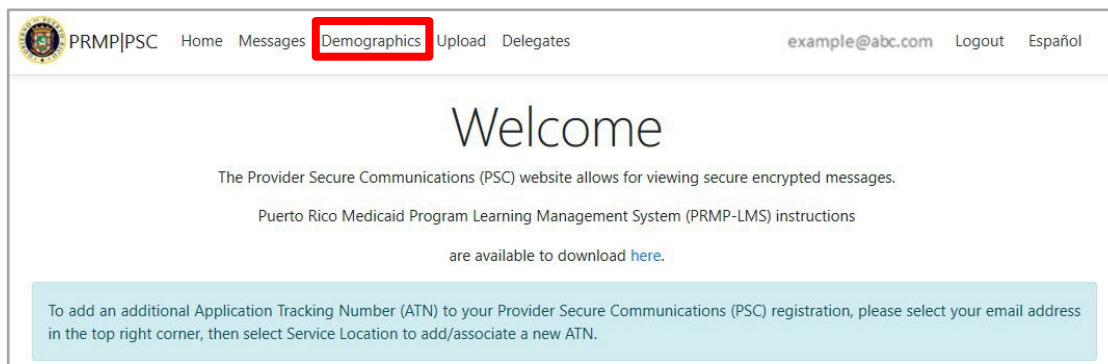 PRMP|PSC Home Messages Demographics Upload Delegates example@abc.com Logout Español
Welcome
The Provider Secure Communications (PSC) website allows for viewing secure encrypted messages.
Puerto Rico Medicaid Program Learning Management System (PRMP-LMS) instructions
are available to download here.
To add an additional Application Tracking Number (ATN) to your Provider Secure Communications (PSC) registration, please select your email address
in the top right corner, then select Service Location to add/associate a new ATN.